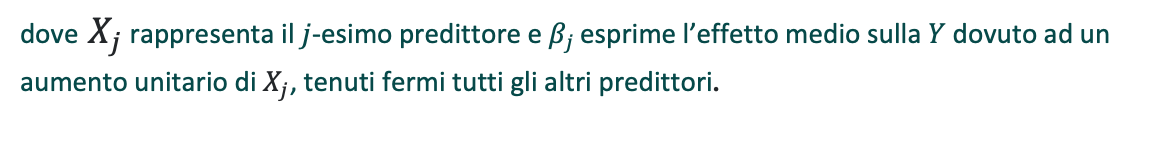 dove Xⱼ rappresenta il j-esimo predittore e βⱼ esprime l’effetto medio sulla Y dovuto ad un
aumento unitario di Xⱼ, tenuti fermi tutti gli altri predittori.